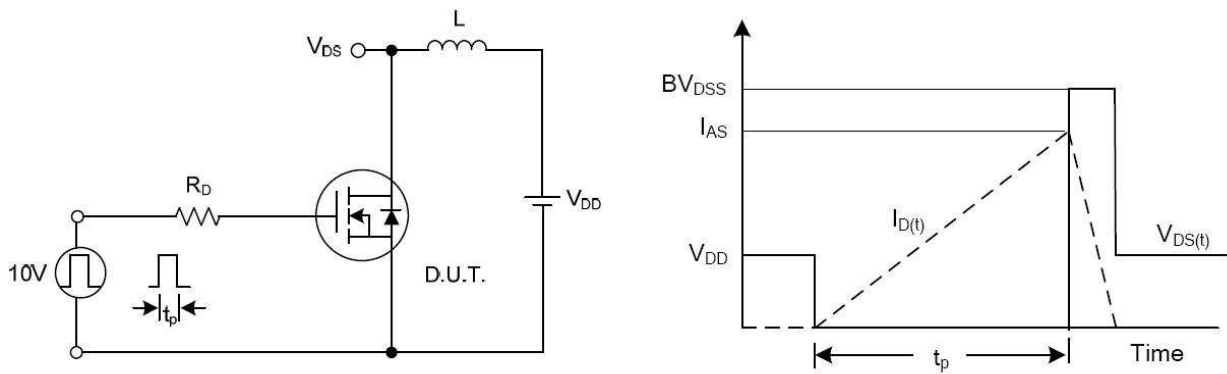 L
V_DS
R_D
V_DD
10V
t_p
D.U.T.
BV_DSS
I_AS
I_D(t)
V_DD
V_DS(t)
t_p
Time